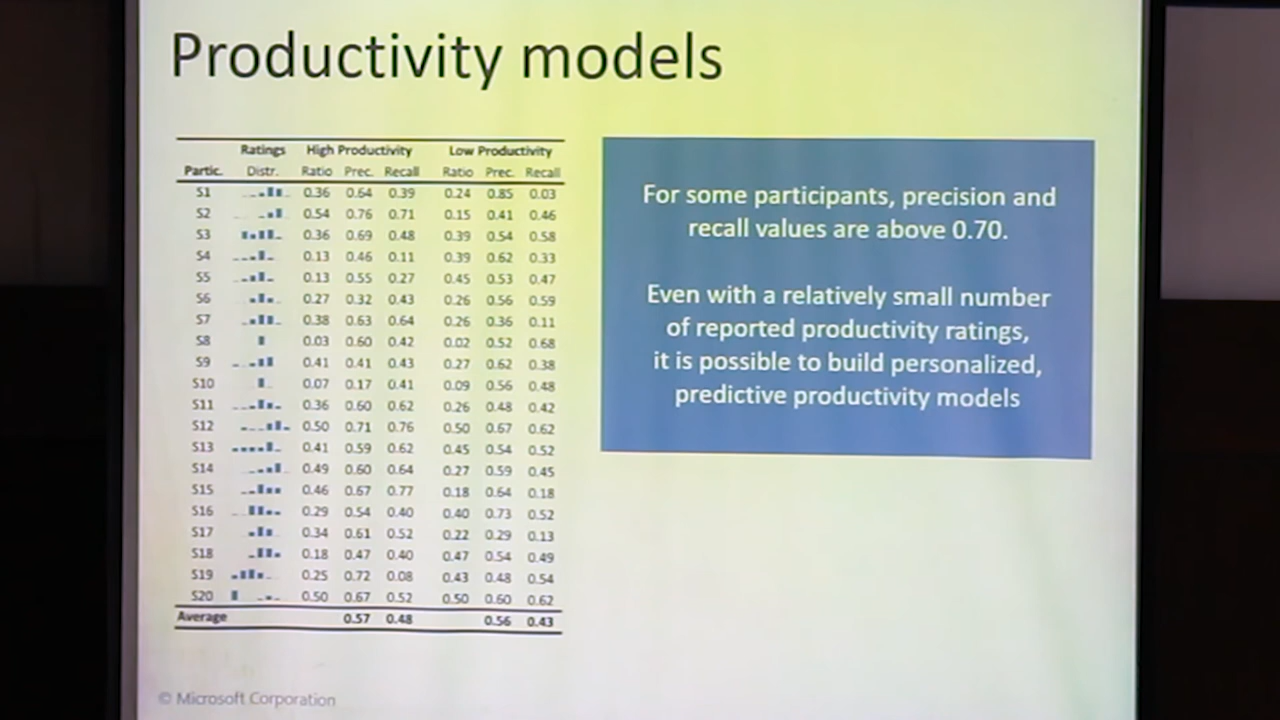 Productivity models
Ratings High Productivity Low Productivity
Partic. Distr. Ratio Prec. Recall Ratio Prec. Recall
S1 0.36 0.64 0.39 0.24 0.85 0.03
S2 0.54 0.76 0.71 0.15 0.41 0.46
S3 0.36 0.69 0.48 0.39 0.54 0.58
S4 0.13 0.46 0.11 0.39 0.62 0.33
S5 0.13 0.55 0.27 0.45 0.53 0.47
S6 0.27 0.32 0.43 0.26 0.56 0.59
S7 0.38 0.63 0.64 0.26 0.36 0.11
S8 0.03 0.60 0.42 0.02 0.52 0.68
S9 0.41 0.41 0.43 0.27 0.62 0.38
S10 0.07 0.17 0.41 0.09 0.56 0.48
S11 0.36 0.60 0.62 0.26 0.48 0.42
S12 0.50 0.71 0.76 0.50 0.67 0.62
S13 0.41 0.59 0.62 0.45 0.54 0.52
S14 0.49 0.60 0.64 0.27 0.59 0.45
S15 0.46 0.67 0.77 0.18 0.64 0.18
S16 0.29 0.54 0.40 0.40 0.73 0.52
S17 0.34 0.61 0.52 0.22 0.29 0.13
S18 0.18 0.47 0.40 0.47 0.54 0.49
S19 0.25 0.72 0.08 0.43 0.48 0.54
S20 0.50 0.67 0.52 0.50 0.60 0.62
Average 0.57 0.48 0.56 0.43
For some participants, precision and
recall values are above 0.70.
Even with a relatively small number
of reported productivity ratings,
it is possible to build personalized,
predictive productivity models
© Microsoft Corporation